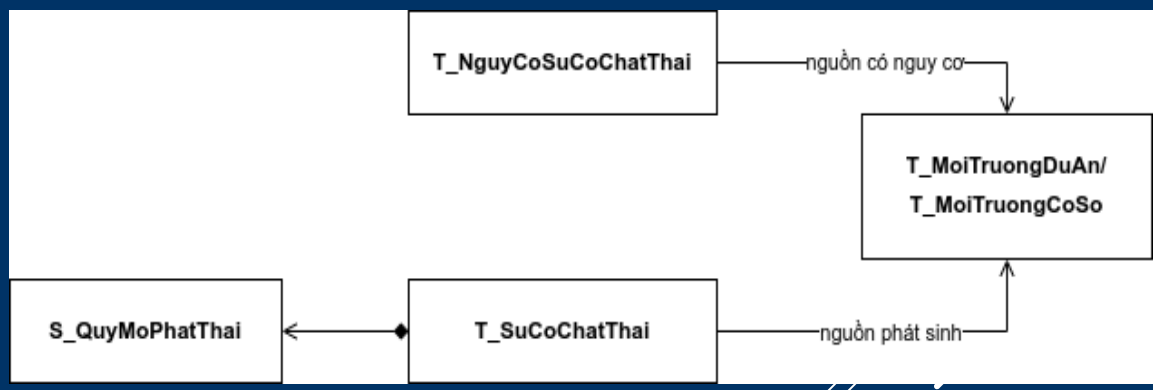 T_NguyCoSuCoChatThai
nguồn có nguy cơ
T_MoiTruongDuAn/
T_MoiTruongCoSo
S_QuyMoPhatThai
T_SuCoChatThai
nguồn phát sinh